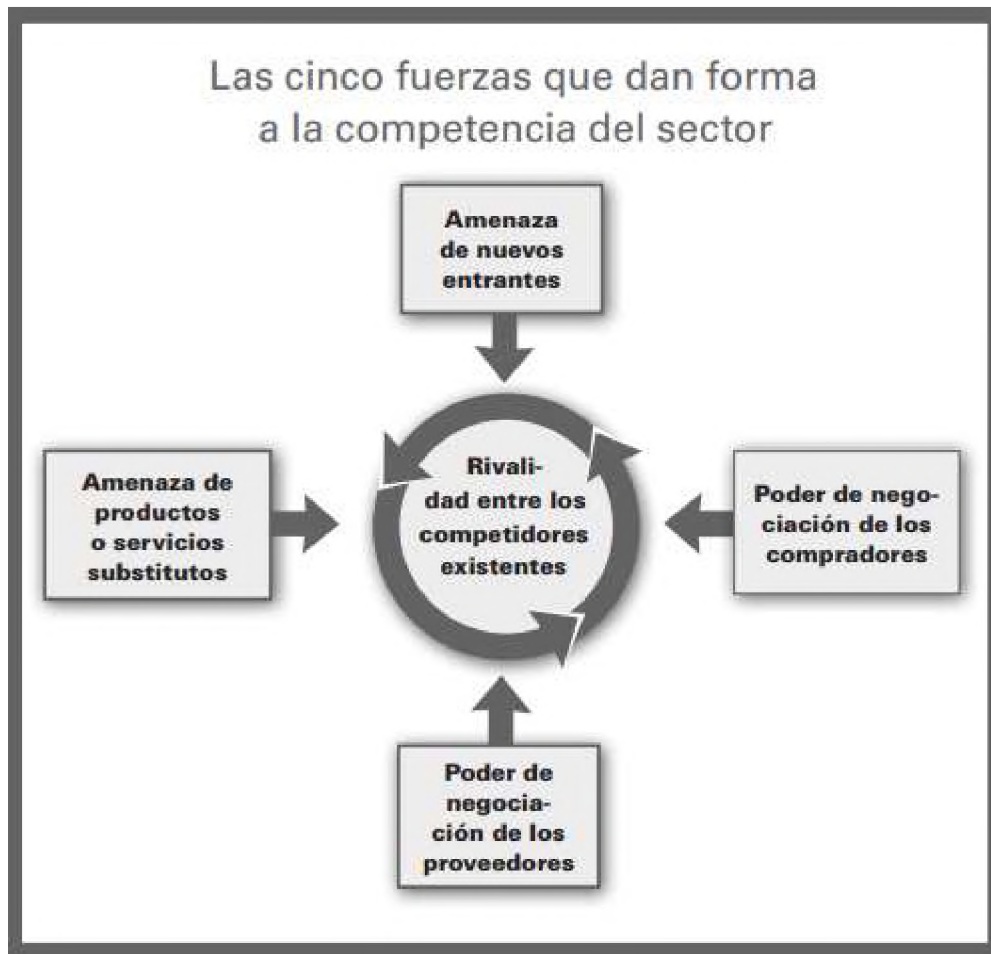 Las cinco fuerzas que dan forma
a la competencia del sector
Amenaza
de nuevos
entrantes
Amenaza de
productos
o servicios
substitutos
Rivali-
dad entre los
competidores
existentes
Poder de nego-
ciación de los
compradores
Poder de
negocia-
ción de los
proveedores